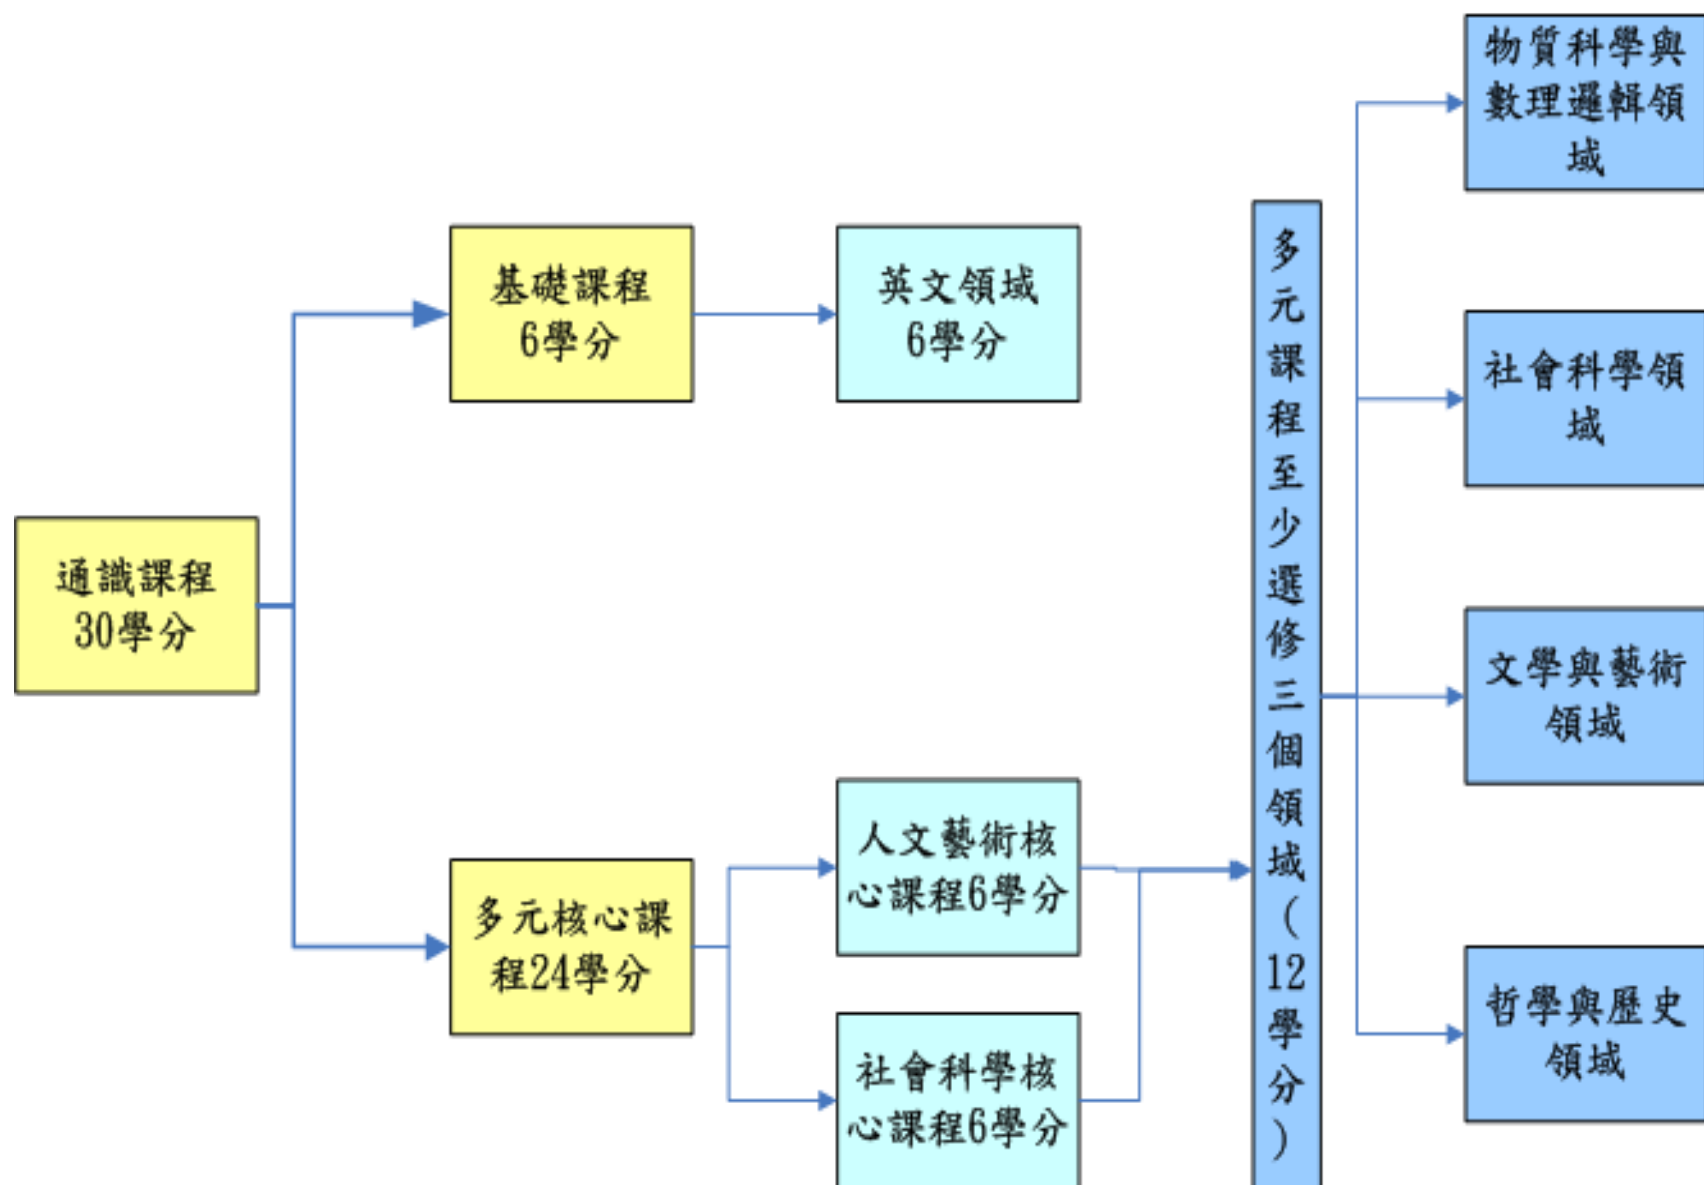 通識課程
30學分
基礎課程
6學分
英文領域
6學分
多元核心課
程24學分
人文藝術核
心課程6學分
社會科學核
心課程6學分
多元課程至少選修三個領域(12學分)
物質科學與
數理邏輯領
域
社會科學領
域
文學與藝術
領域
哲學與歷史
領域